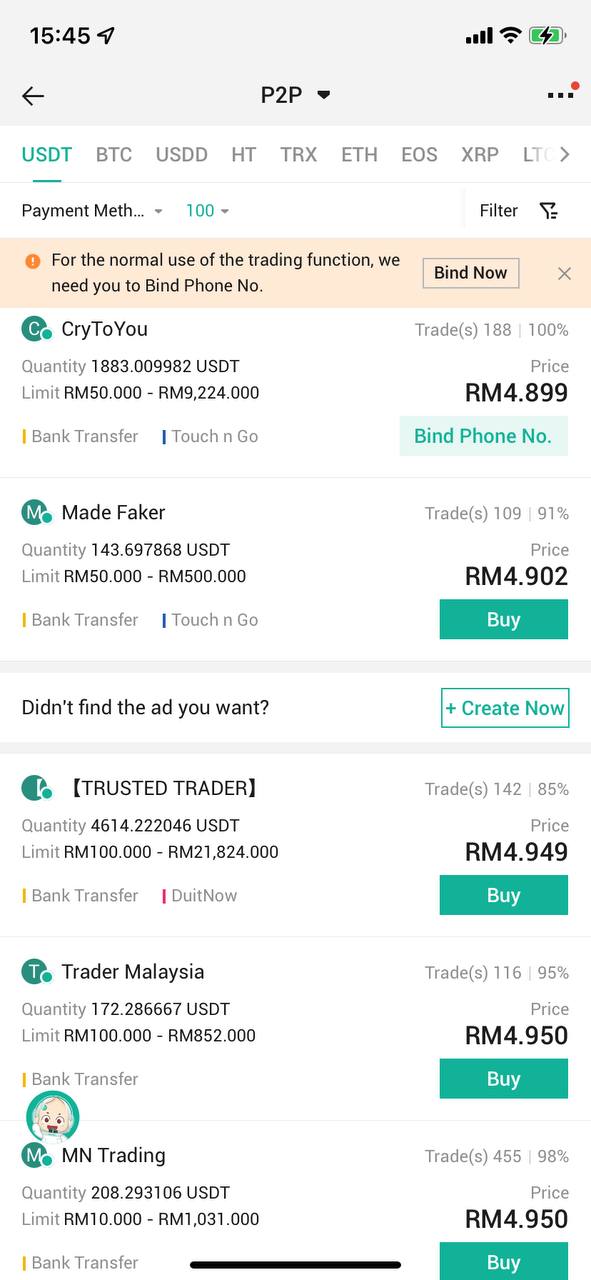 15:45
P2P
USDT BTC USDD HT TRX ETH EOS XRP LTC
Payment Meth... 100 Filter
For the normal use of the trading function, we
need you to Bind Phone No.
Bind Now
C CryToYou Trade(s) 188 | 100%
Quantity 1883.009982 USDT Price
Limit RM50.000 - RM9,224.000 RM4.899
Bank Transfer Touch n Go Bind Phone No.
M Made Faker Trade(s) 109 | 91%
Quantity 143.697868 USDT Price
Limit RM50.000 - RM500.000 RM4.902
Bank Transfer Touch n Go Buy
Didn't find the ad you want? + Create Now
【TRUSTED TRADER】 Trade(s) 142 | 85%
Quantity 4614.222046 USDT Price
Limit RM100.000 - RM21,824.000 RM4.949
Bank Transfer DuitNow Buy
T Trader Malaysia Trade(s) 116 | 95%
Quantity 172.286667 USDT Price
Limit RM100.000 - RM852.000 RM4.950
Bank Transfer Buy
M MN Trading Trade(s) 455 | 98%
Quantity 208.293106 USDT Price
Limit RM10.000 - RM1,031.000 RM4.950
Bank Transfer Buy